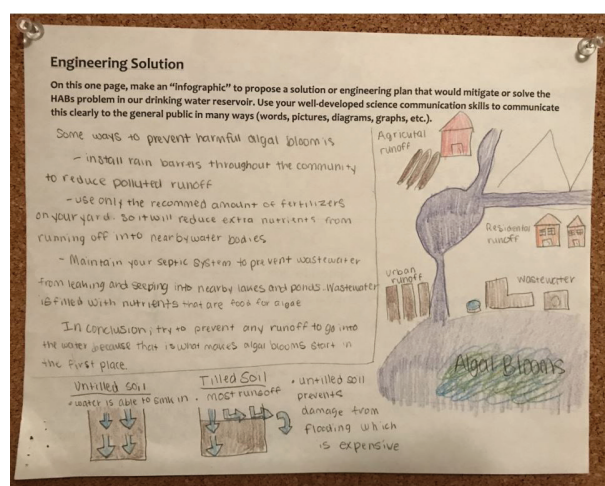 Engineering Solution
On this one page, make an "infographic" to propose a solution or engineering plan that would mitigate or solve the
HABs problem in our drinking water reservoir. Use your well-developed science communication skills to communicate
this clearly to the general public in many ways (words, pictures, diagrams, graphs, etc.).
Some ways to prevent harmful algal bloom is
- install rain barrels throughout the community
to reduce polluted runoff
- use only the recommed amount of fertilizers
on your yard. So it will reduce extra nutrients from
running off into nearby water bodies
- Maintain your septic system to prevent wastewater
from leaking and seeping into nearby lakes and ponds. Wastewater
is filled with nutrients that are food for algae
In conclusion, try to prevent any runoff to go into
the water because that is what makes algal blooms start in
the first place
Agricutal
runoff
Residental
runoff
Urban
runoff
Wastewater
Algal Blooms
Untilled soil
• water is able to sink in
Tilled Soil
• most runoff
• untilled soil
prevents
damage from
flooding which
is expensive